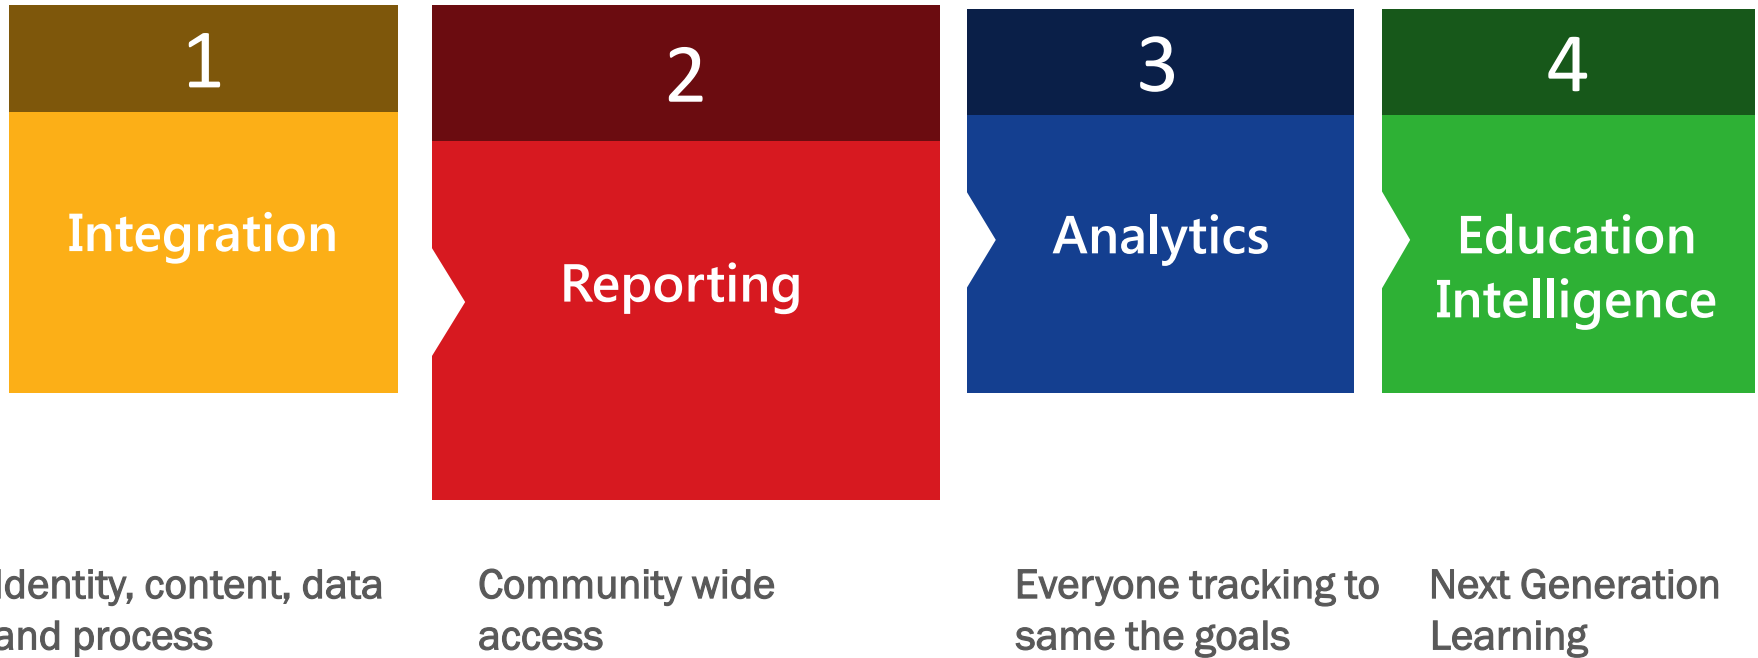 1
Integration
2
Reporting
3
Analytics
4
Education
Intelligence
Identity, content, data
and process
Community wide
access
Everyone tracking to
same the goals
Next Generation
Learning